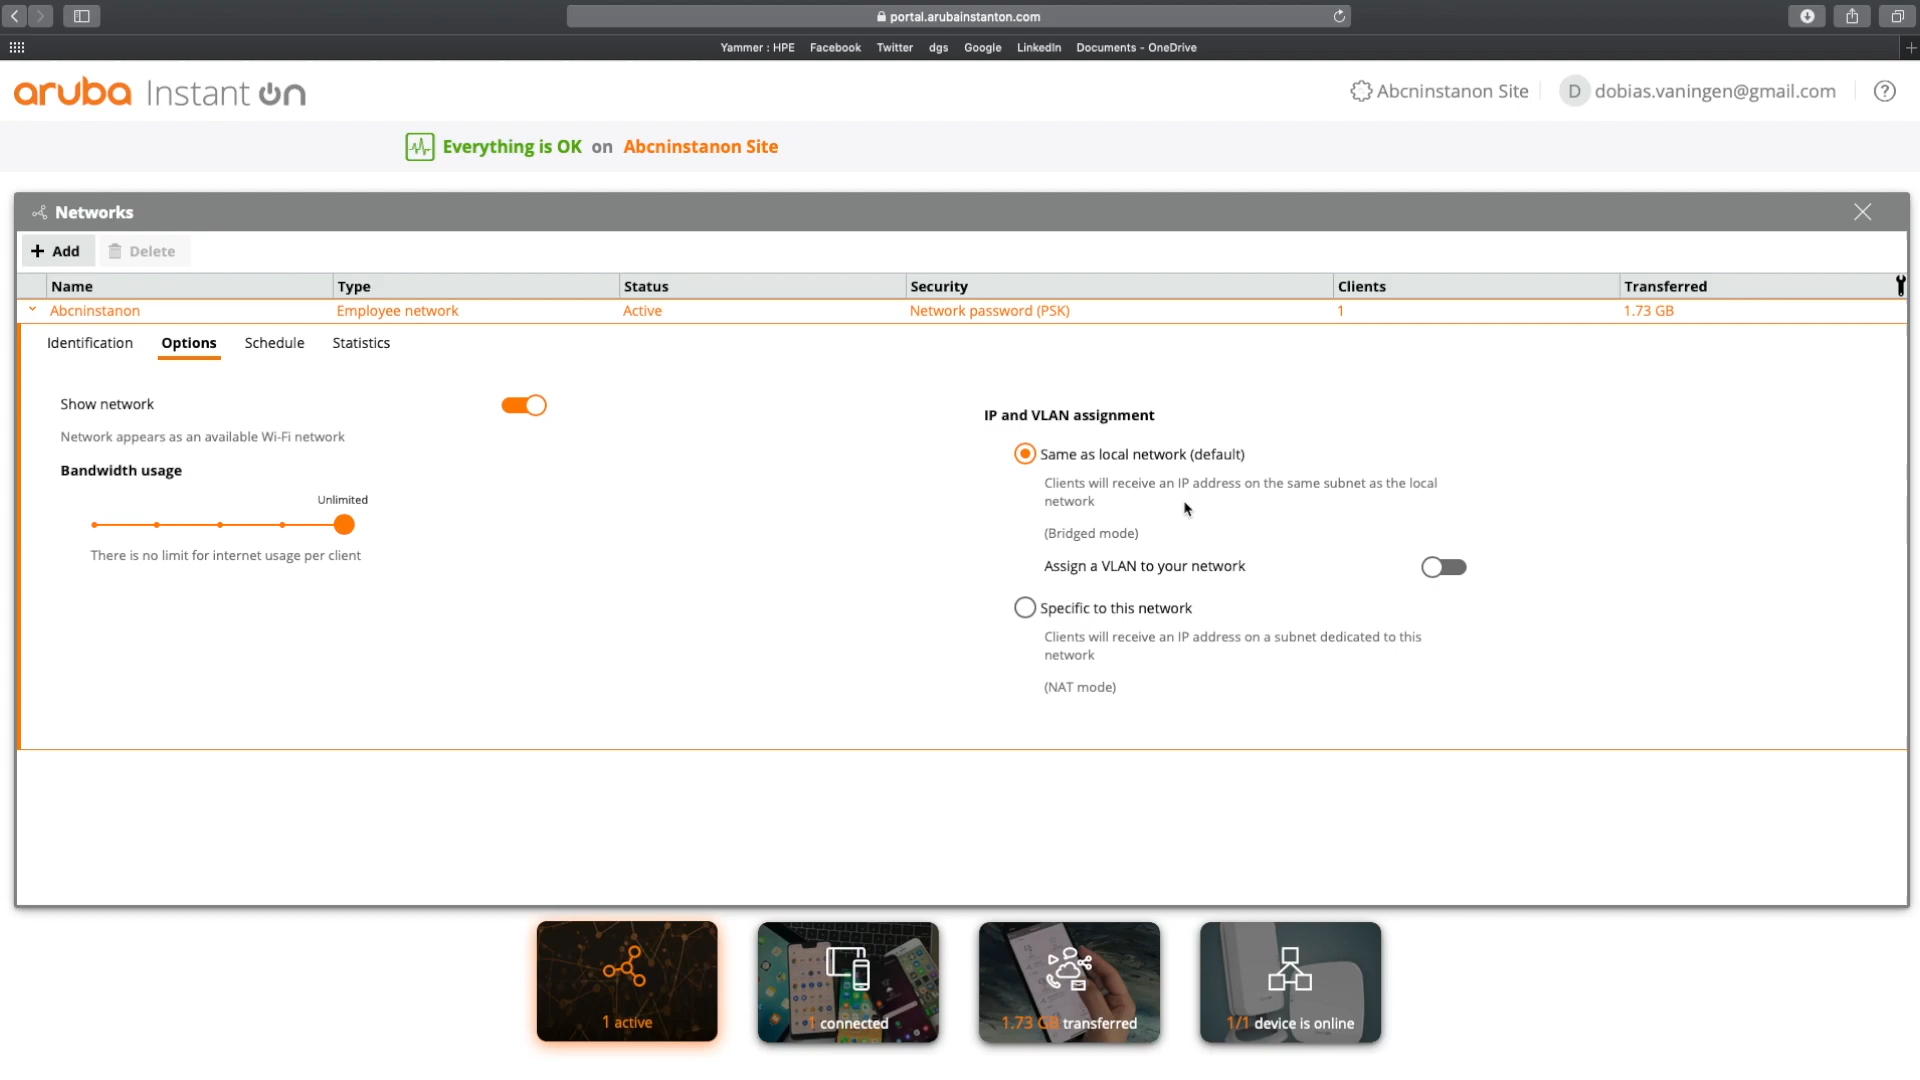 portal.arubainstanton.com
Yammer : HPE Facebook Twitter dgs Google LinkedIn Documents - OneDrive
aruba Instant On
Abcninstanon Site D dobias.vaningen@gmail.com ?
Everything is OK on Abcninstanon Site
Networks
+ Add Delete
Name Type Status Security Clients Transferred
Abcninstanon Employee network Active Network password (PSK) 1 1.73 GB
Identification Options Schedule Statistics
Show network
Network appears as an available Wi-Fi network
Bandwidth usage
Unlimited
There is no limit for internet usage per client
IP and VLAN assignment
Same as local network (default)
Clients will receive an IP address on the same subnet as the local
network
(Bridged mode)
Assign a VLAN to your network
Specific to this network
Clients will receive an IP address on a subnet dedicated to this
network
(NAT mode)
1 active
1 connected
1.73 GB transferred
1/1 device is online